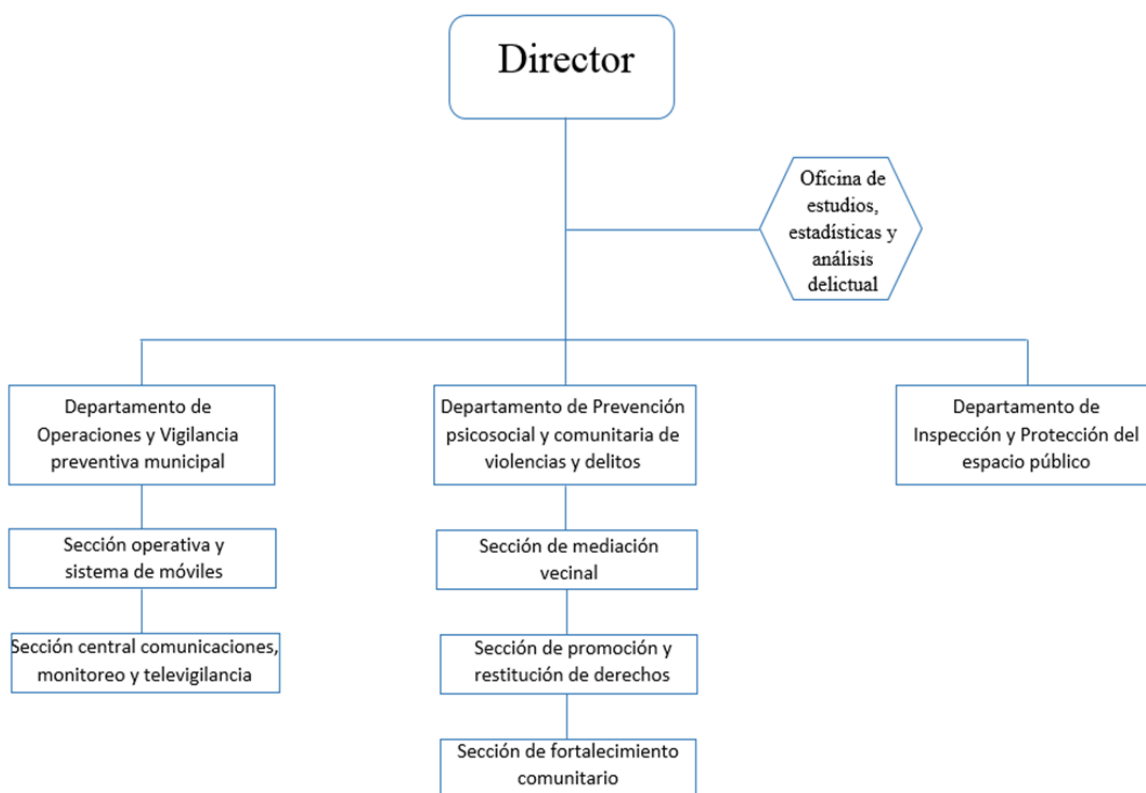 Director
Oficina de
estudios,
estadísticas y
análisis
delictual
Departamento de
Operaciones y Vigilancia
preventiva municipal
Departamento de Prevención
psicosocial y comunitaria de
violencias y delitos
Departamento de
Inspección y Protección del
espacio público
Sección operativa y
sistema de móviles
Sección de mediación
vecinal
Sección central comunicaciones,
monitoreo y televigilancia
Sección de promoción y
restitución de derechos
Sección de fortalecimiento
comunitario